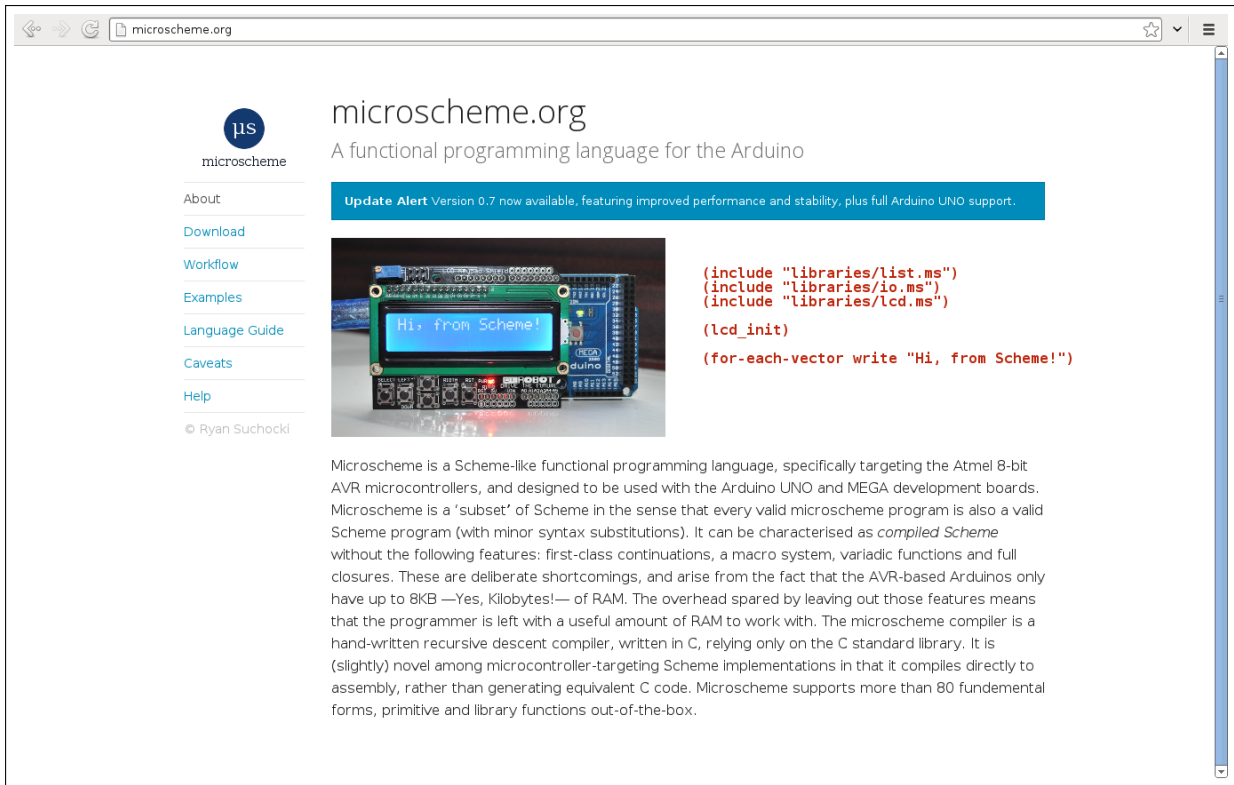 microscheme.org
µs
microscheme
About
Download
Workflow
Examples
Language Guide
Caveats
Help
© Ryan Suchocki
microscheme.org
A functional programming language for the Arduino
Update Alert Version 0.7 now available, featuring improved performance and stability, plus full Arduino UNO support.
Hi, from Scheme!
MEGA
duino
(include "libraries/list.ms")
(include "libraries/io.ms")
(include "libraries/lcd.ms")
(lcd_init)
(for-each-vector write "Hi, from Scheme!")
Microscheme is a Scheme-like functional programming language, specifically targeting the Atmel 8-bit
AVR microcontrollers, and designed to be used with the Arduino UNO and MEGA development boards.
Microscheme is a ‘subset’ of Scheme in the sense that every valid microscheme program is also a valid
Scheme program (with minor syntax substitutions). It can be characterised as compiled Scheme
without the following features: first-class continuations, a macro system, variadic functions and full
closures. These are deliberate shortcomings, and arise from the fact that the AVR-based Arduinos only
have up to 8KB —Yes, Kilobytes!— of RAM. The overhead spared by leaving out those features means
that the programmer is left with a useful amount of RAM to work with. The microscheme compiler is a
hand-written recursive descent compiler, written in C, relying only on the C standard library. It is
(slightly) novel among microcontroller-targeting Scheme implementations in that it compiles directly to
assembly, rather than generating equivalent C code. Microscheme supports more than 80 fundemental
forms, primitive and library functions out-of-the-box.